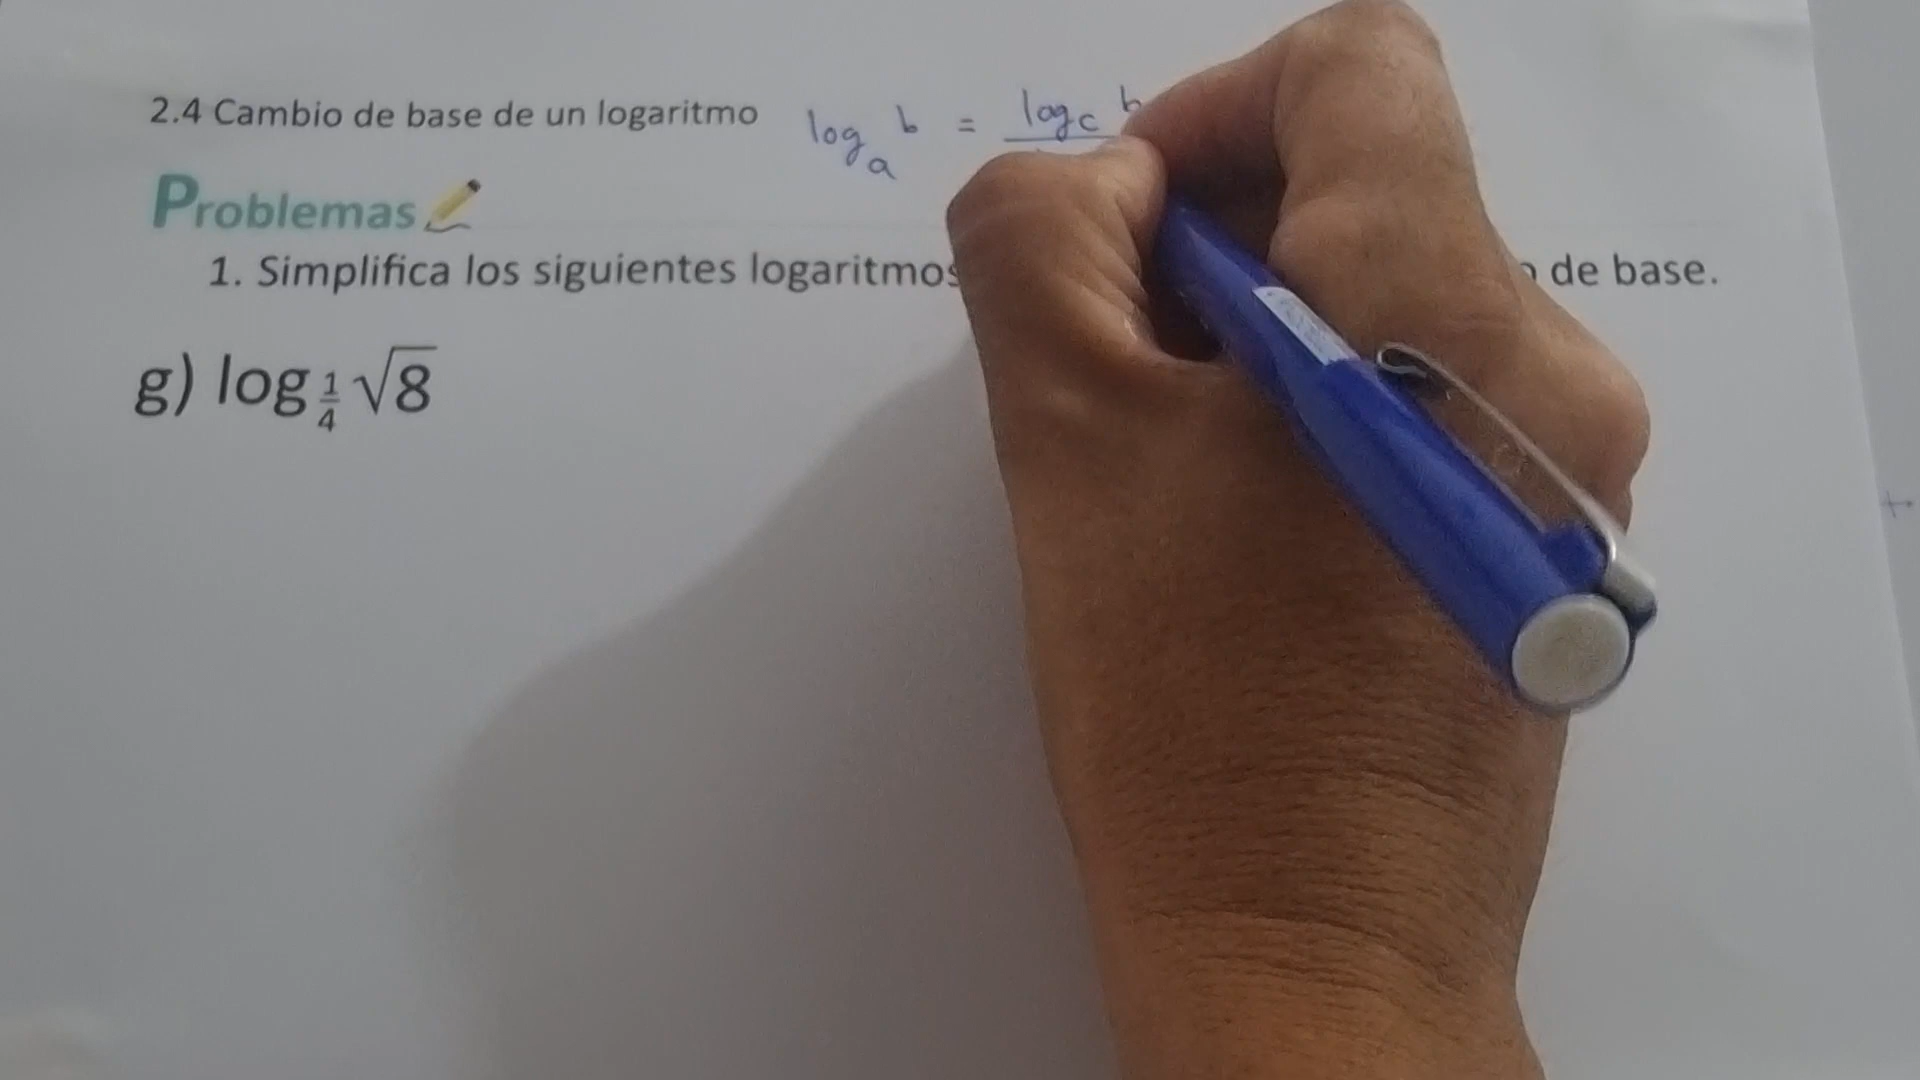 2.4 Cambio de base de un logaritmo log_a b = log_c b
Problemas
1. Simplifica los siguientes logaritmos de base.
g) log_{1/4} √8